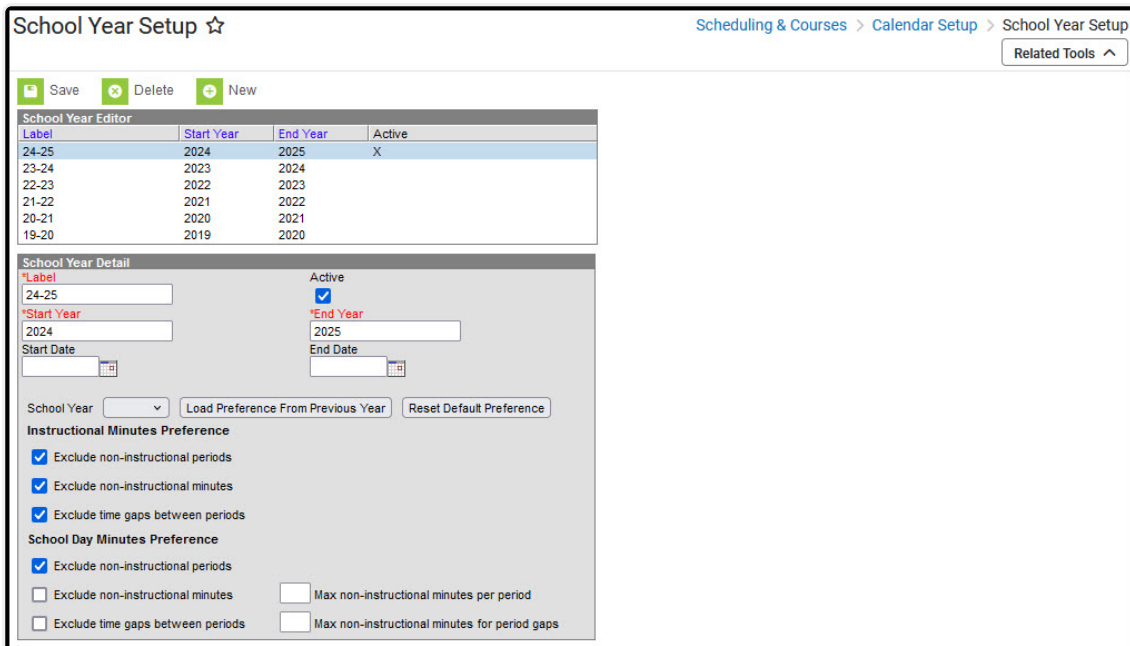 School Year Setup ☆
Scheduling & Courses > Calendar Setup > School Year Setup
Related Tools
Save Delete New
School Year Editor
Label Start Year End Year Active
24-25 2024 2025 X
23-24 2023 2024
22-23 2022 2023
21-22 2021 2022
20-21 2020 2021
19-20 2019 2020
School Year Detail
*Label Active
24-25
*Start Year *End Year
2024 2025
Start Date End Date
School Year Load Preference From Previous Year Reset Default Preference
Instructional Minutes Preference
Exclude non-instructional periods
Exclude non-instructional minutes
Exclude time gaps between periods
School Day Minutes Preference
Exclude non-instructional periods
Exclude non-instructional minutes Max non-instructional minutes per period
Exclude time gaps between periods Max non-instructional minutes for period gaps